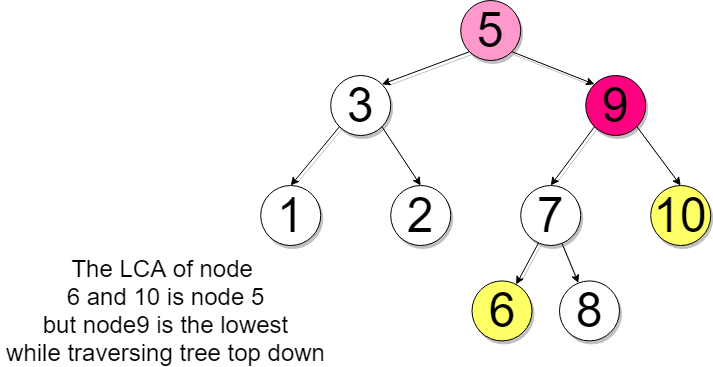 5
3
9
1
2
7
10
6
8
The LCA of node
6 and 10 is node 5
but node9 is the lowest
while traversing tree top down